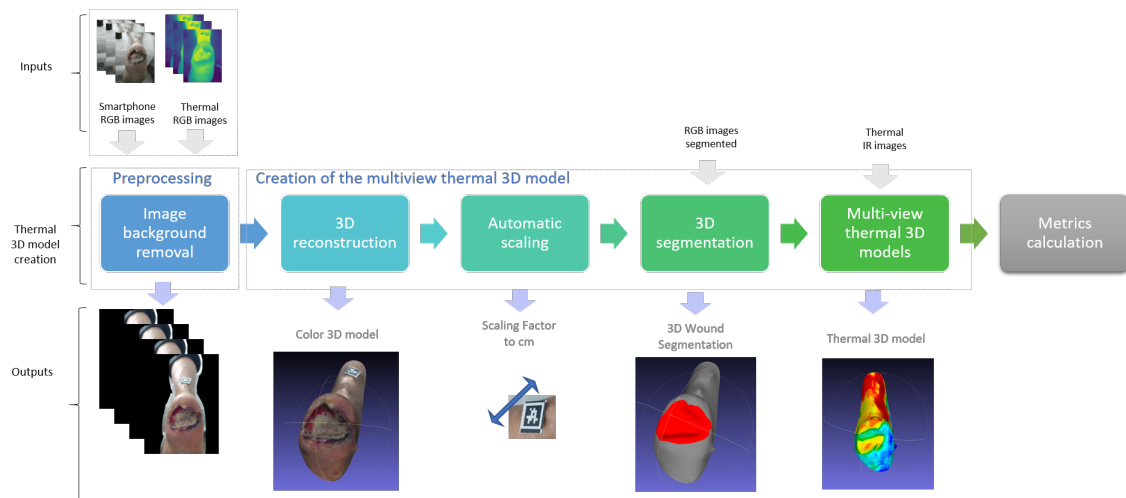 Inputs
Smartphone
RGB images
Thermal
RGB images
RGB images
segmented
Thermal
IR images
Thermal
3D model
creation
Preprocessing
Creation of the multiview thermal 3D model
Image
background
removal
3D
reconstruction
Automatic
scaling
3D
segmentation
Multi-view
thermal 3D
models
Metrics
calculation
Outputs
Color 3D model
Scaling Factor
to cm
3D Wound
Segmentation
Thermal 3D model